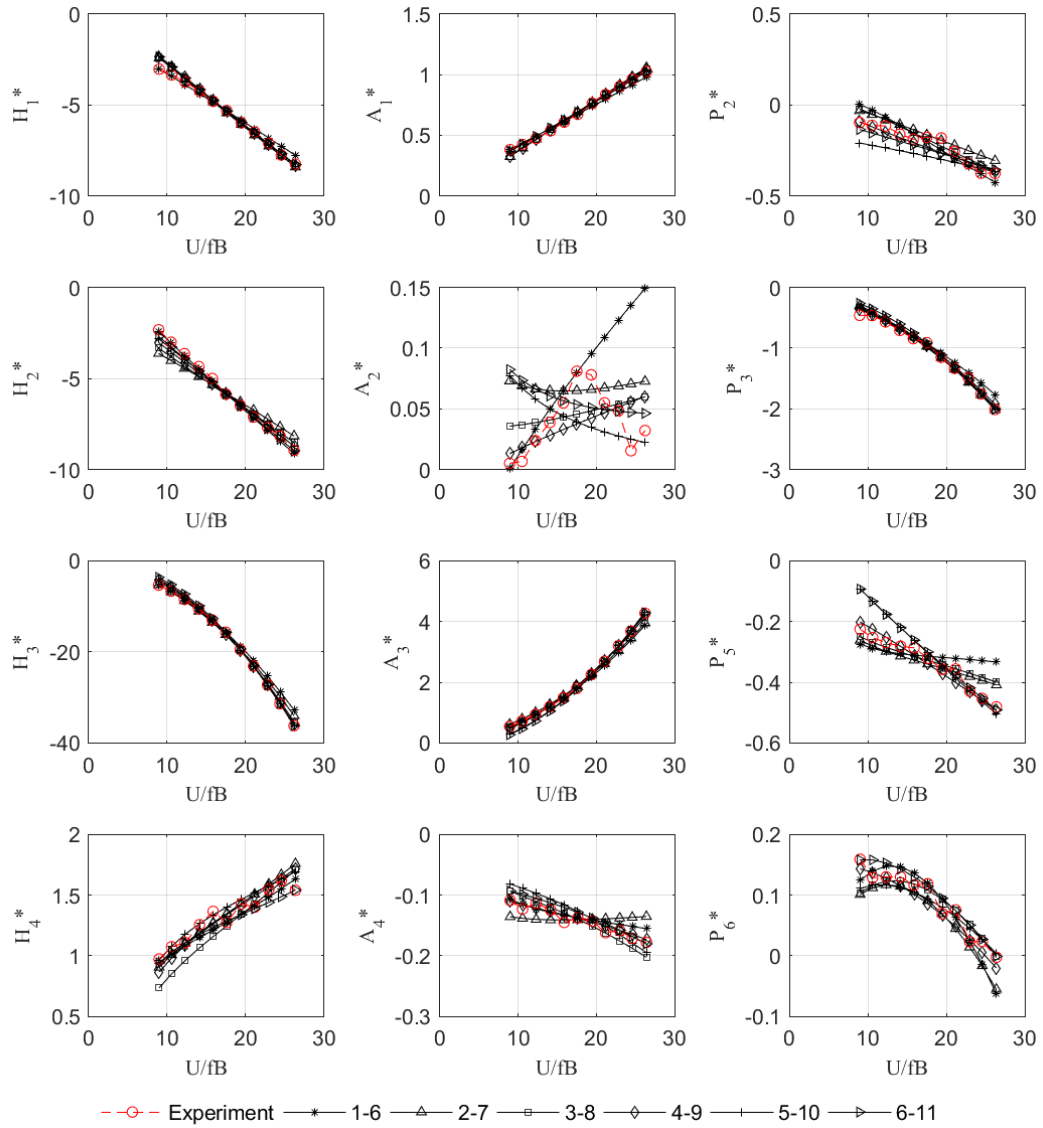 0
-5
-10
H1*
0 10 20 30
U/fB
1.5
1
0.5
0
A1*
0 10 20 30
U/fB
0.5
0
-0.5
P2*
0 10 20 30
U/fB
0
-5
-10
H2*
0 10 20 30
U/fB
0.15
0.1
0.05
0
A2*
0 10 20 30
U/fB
0
-1
-2
-3
P3*
0 10 20 30
U/fB
0
-20
-40
H3*
0 10 20 30
U/fB
6
4
2
0
A3*
0 10 20 30
U/fB
0
-0.2
-0.4
-0.6
P5*
0 10 20 30
U/fB
2
1.5
1
0.5
H4*
0 10 20 30
U/fB
0
-0.1
-0.2
-0.3
A4*
0 10 20 30
U/fB
0.2
0.1
0
-0.1
P6*
0 10 20 30
U/fB
Experiment 1-6 2-7 3-8 4-9 5-10 6-11